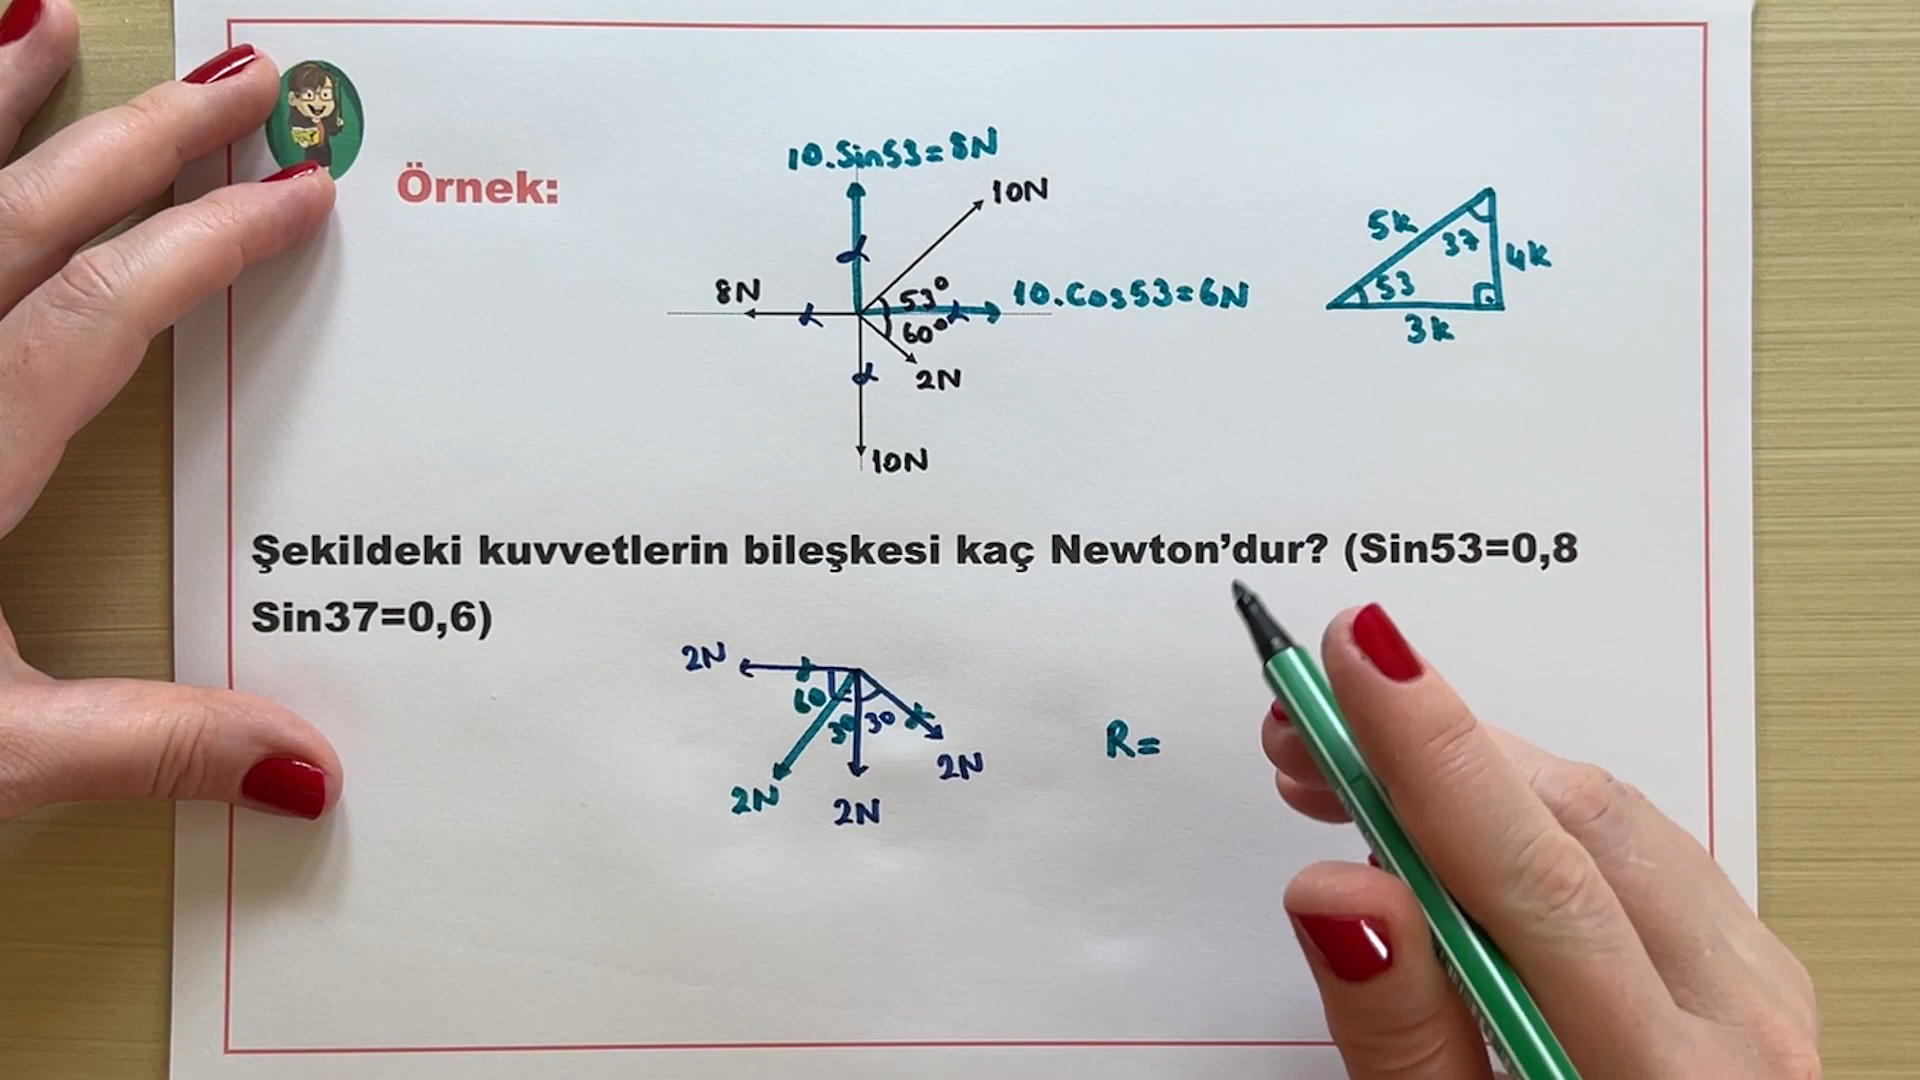 Örnek:
10.Sin53=8N
10N
8N
53°
10.Cos53=6N
60°
2N
10N
5k
37
4k
53
3k
Şekildeki kuvvetlerin bileşkesi kaç Newton’dur? (Sin53=0,8
Sin37=0,6)
2N
60
30
30
2N
2N
2N
R=